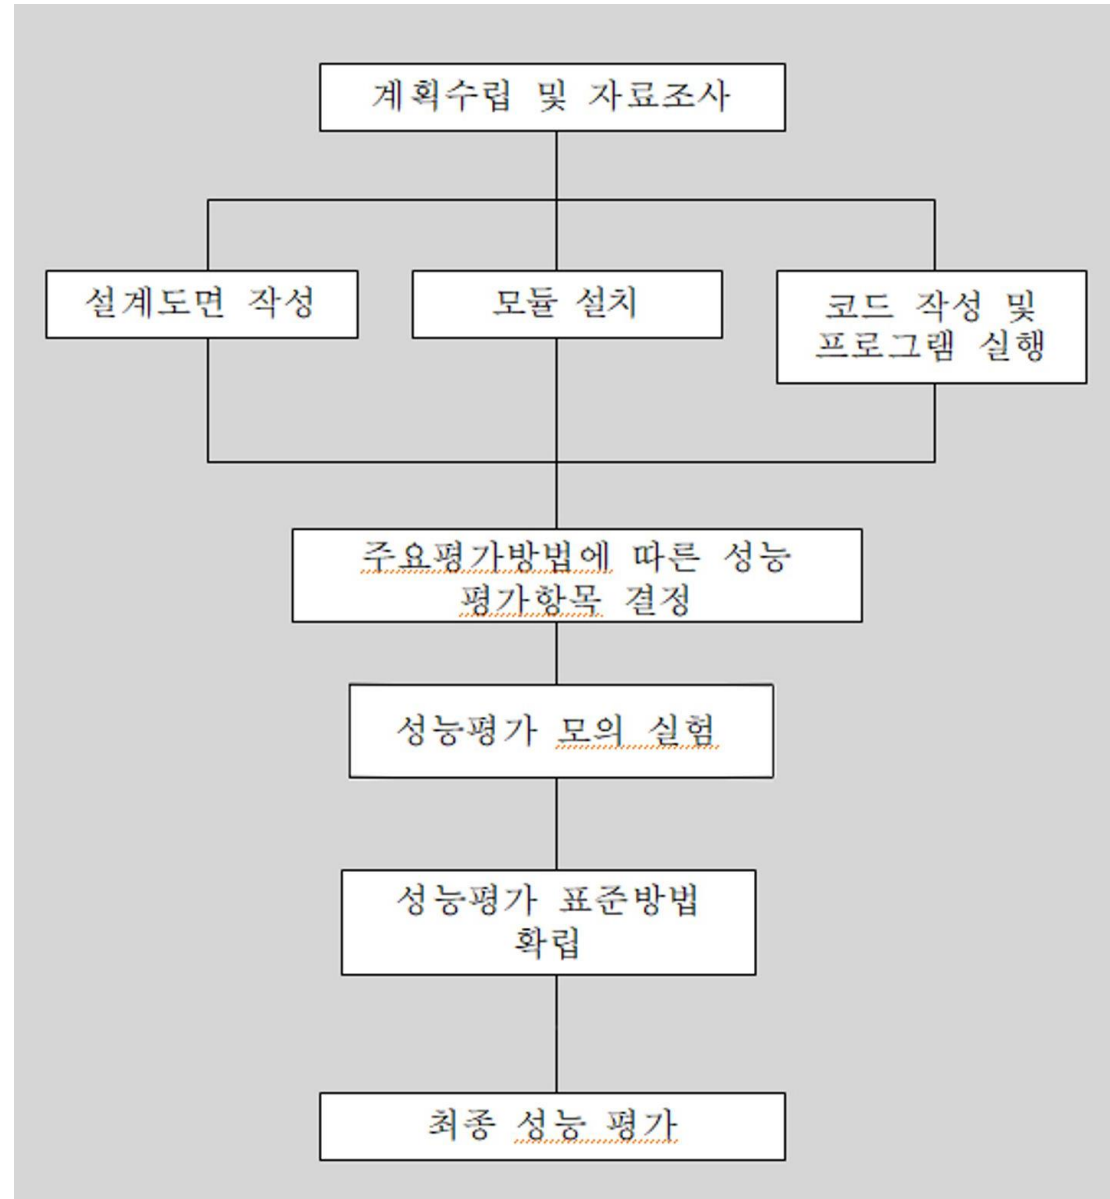 계획수립 및 자료조사
설계도면 작성
모듈 설치
코드 작성 및
프로그램 실행
주요평가방법에 따른 성능
평가항목 결정
성능평가 모의 실험
성능평가 표준방법
확립
최종 성능 평가